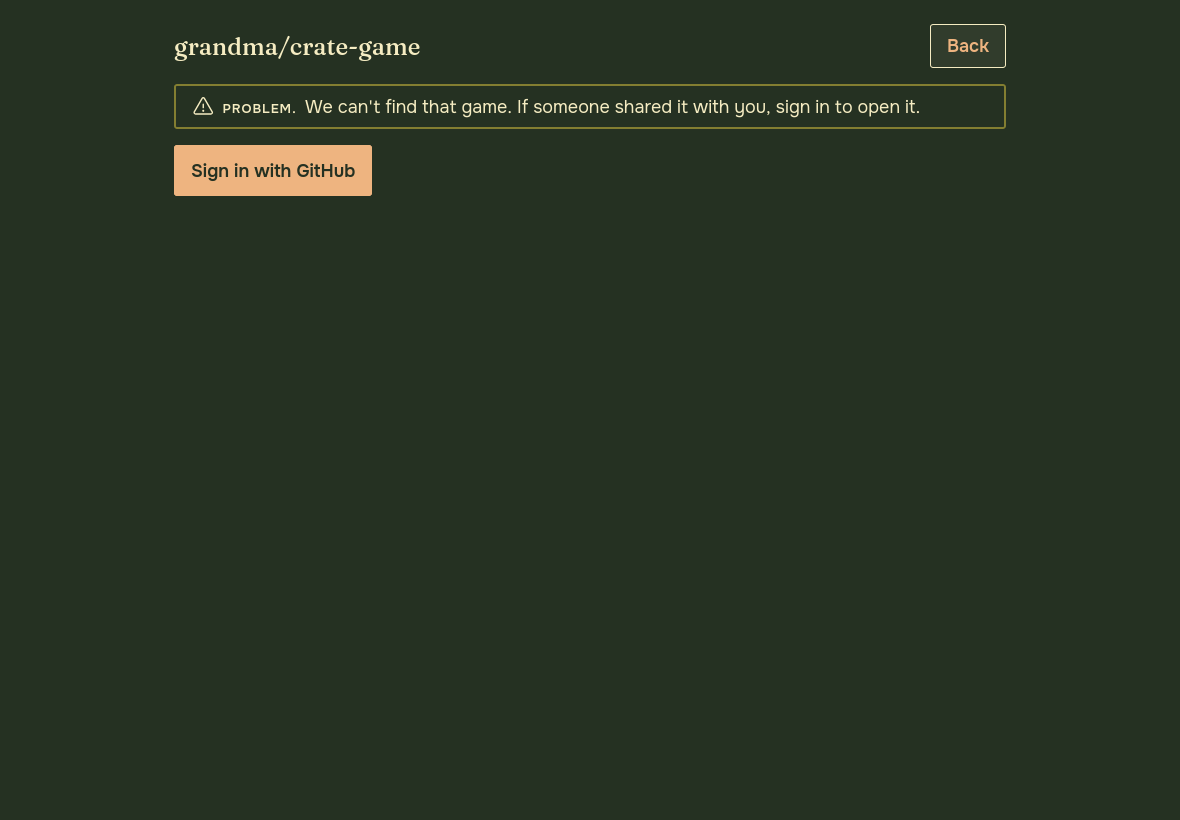 grandma/crate-game
Back
PROBLEM. We can't find that game. If someone shared it with you, sign in to open it.
Sign in with GitHub